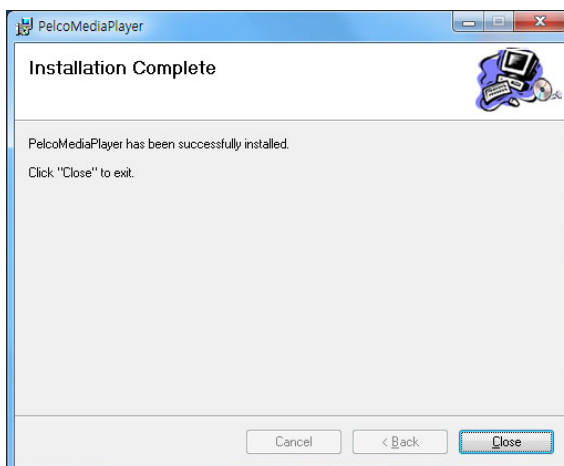 PelcoMediaPlayer
Installation Complete
PelcoMediaPlayer has been successfully installed.
Click "Close" to exit.
Cancel
< Back
Close